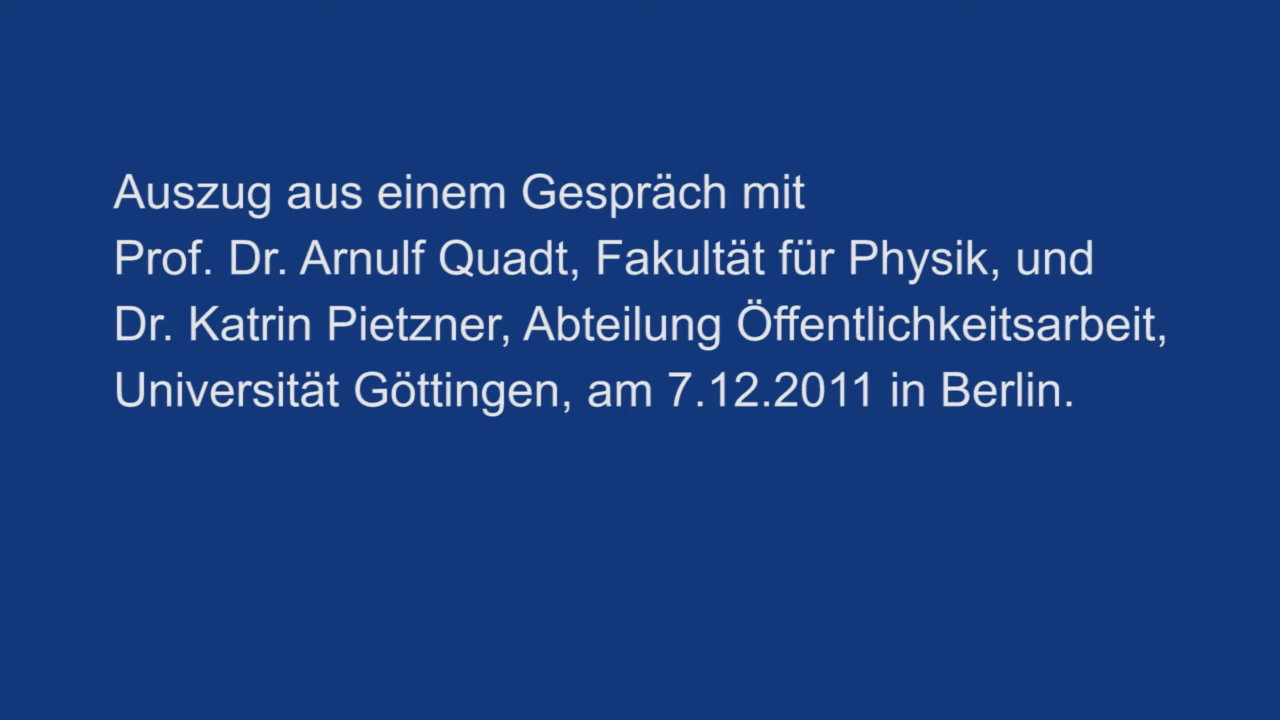 Auszug aus einem Gespräch mit
Prof. Dr. Arnulf Quadt, Fakultät für Physik, und
Dr. Katrin Pietzner, Abteilung Öffentlichkeitsarbeit,
Universität Göttingen, am 7.12.2011 in Berlin.